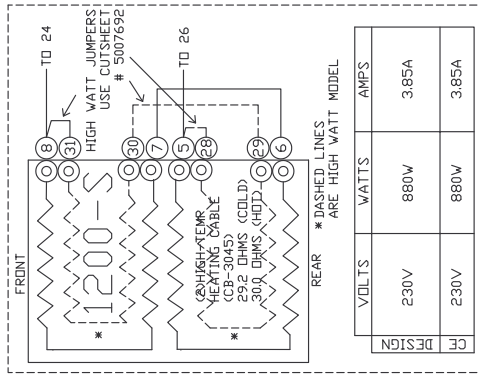 FRONT
8
31
30
7
5
28
29
6
TO 24
HIGH WATT JUMPERS
USE CUTSHEET
# 5007692
TO 26
1200-S
*
(2)HIGH-TEMP
HEATING CABLE
(CB-3045)
29.2 OHMS (COLD)
30.0 OHMS (HOT)
*
REAR
*DASHED LINES
ARE HIGH WATT MODEL
VOLTS WATTS AMPS
DESIGN 230V 880W 3.85A
CE 230V 880W 3.85A